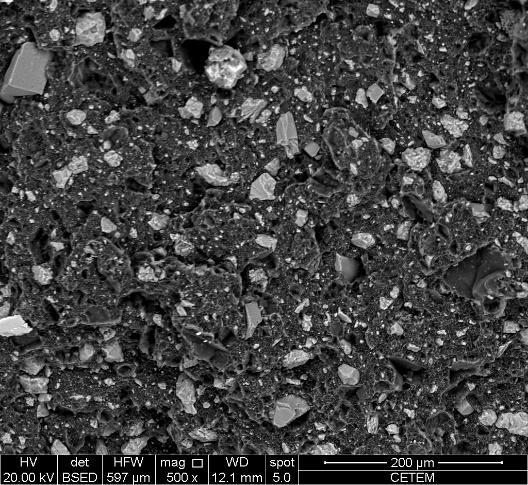 HV det HFW mag □ WD spot 200 µm
20.00 kV BSED 597 µm 500 x 12.1 mm 5.0 CETEM